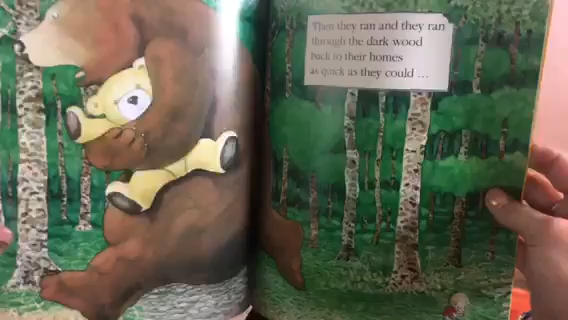 Then they ran and they ran
through the dark wood
back to their homes
as quick as they could ...